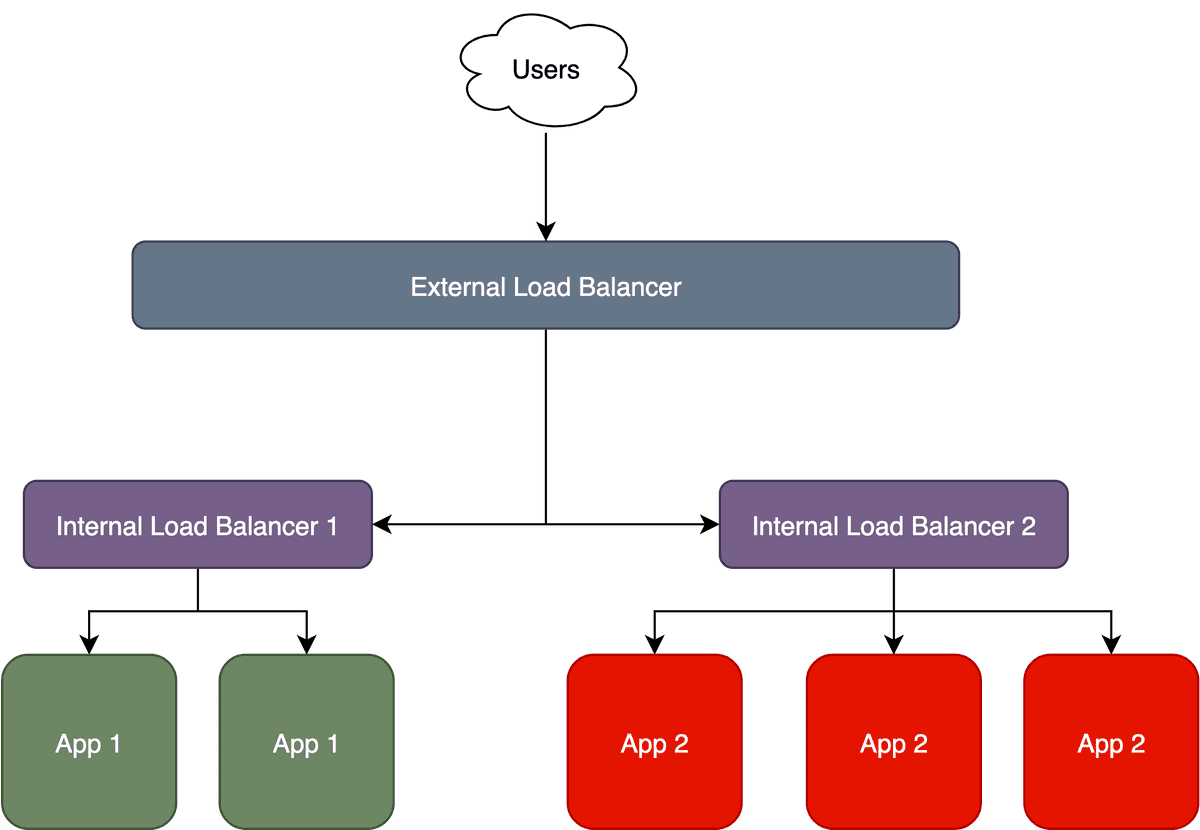 Users
External Load Balancer
Internal Load Balancer 1
Internal Load Balancer 2
App 1
App 1
App 2
App 2
App 2